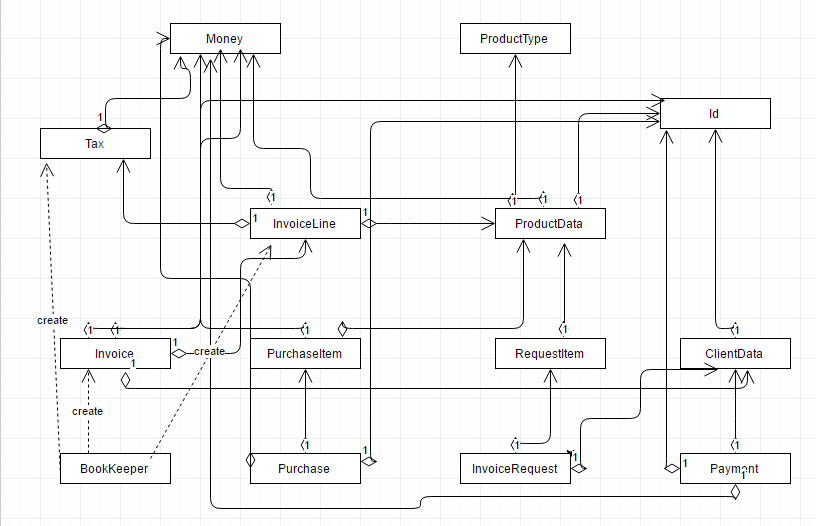 Money
ProductType
Id
1
Tax
1
1
1
1
1
1
InvoiceLine
ProductData
create
1
1
1
1
1
1
Invoice
create
PurchaseItem
RequestItem
ClientData
1
create
1
1
1
1
1
1
BookKeeper
Purchase
InvoiceRequest
Payment
1